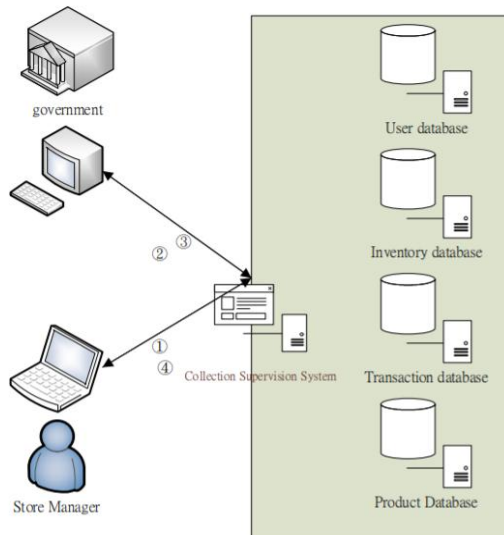 government
User database
② ③
Inventory database
①
④
Collection Supervision System
Transaction database
Store Manager
Product Database